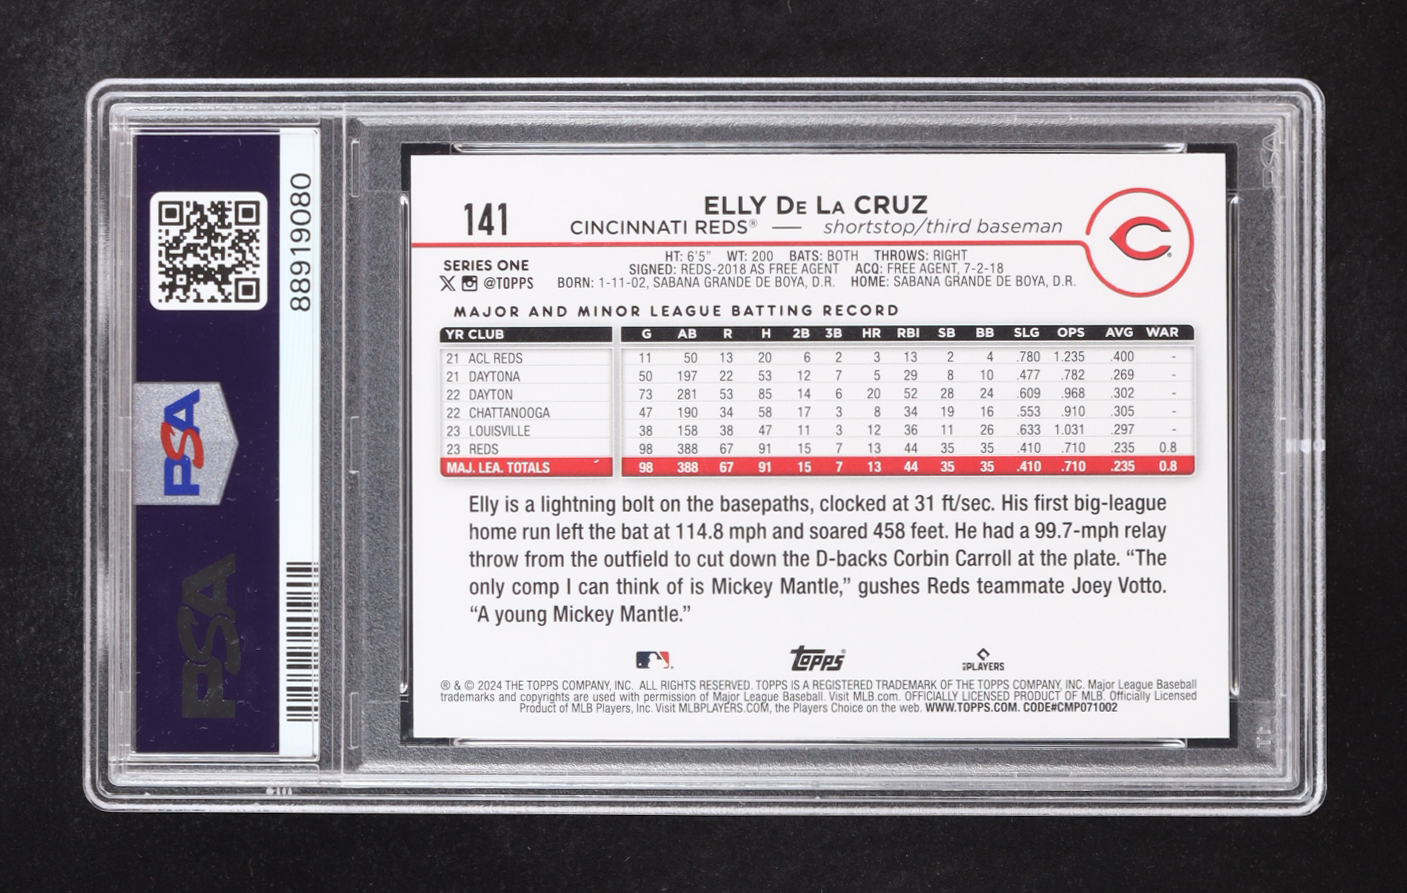 88919080
PSA
PSA
141
ELLY DE LA CRUZ
CINCINNATI REDS® — shortstop/third baseman
C
SERIES ONE
@TOPPS
HT: 6'5" WT: 200 BATS: BOTH THROWS: RIGHT
SIGNED: REDS-2018 AS FREE AGENT ACQ: FREE AGENT, 7-2-18
BORN: 1-11-02, SABANA GRANDE DE BOYA, D.R. HOME: SABANA GRANDE DE BOYA, D.R.
MAJOR AND MINOR LEAGUE BATTING RECORD
YR CLUB G AB R H 2B 3B HR RBI SB BB SLG OPS AVG WAR
21 ACL REDS 11 50 13 20 6 2 3 13 2 4 .780 1.235 .400 -
21 DAYTONA 50 197 22 53 12 7 5 29 8 10 .477 .782 .269 -
22 DAYTON 73 281 53 85 14 6 20 52 28 24 .609 .968 .302 -
22 CHATTANOOGA 47 190 34 58 17 3 8 34 19 16 .553 .910 .305 -
23 LOUISVILLE 38 158 38 47 11 3 12 36 11 26 .633 1.031 .297 -
23 REDS 98 388 67 91 15 7 13 44 35 35 .410 .710 .235 0.8
MAJ. LEA. TOTALS 98 388 67 91 15 7 13 44 35 35 .410 .710 .235 0.8
Elly is a lightning bolt on the basepaths, clocked at 31 ft/sec. His first big-league
home run left the bat at 114.8 mph and soared 458 feet. He had a 99.7-mph relay
throw from the outfield to cut down the D-backs Corbin Carroll at the plate. “The
only comp I can think of is Mickey Mantle,” gushes Reds teammate Joey Votto.
“A young Mickey Mantle.”
TOPPS®
PLAYERS
® & © 2024 THE TOPPS COMPANY, INC. ALL RIGHTS RESERVED. TOPPS IS A REGISTERED TRADEMARK OF THE TOPPS COMPANY, INC. Major League Baseball
trademarks and copyrights are used with permission of Major League Baseball. Visit MLB.com. OFFICIALLY LICENSED PRODUCT OF MLB. Officially Licensed
Product of MLB Players, Inc. Visit MLBPLAYERS.COM, the Players Choice on the web. WWW.TOPPS.COM. CODE#CMP071002
PSA